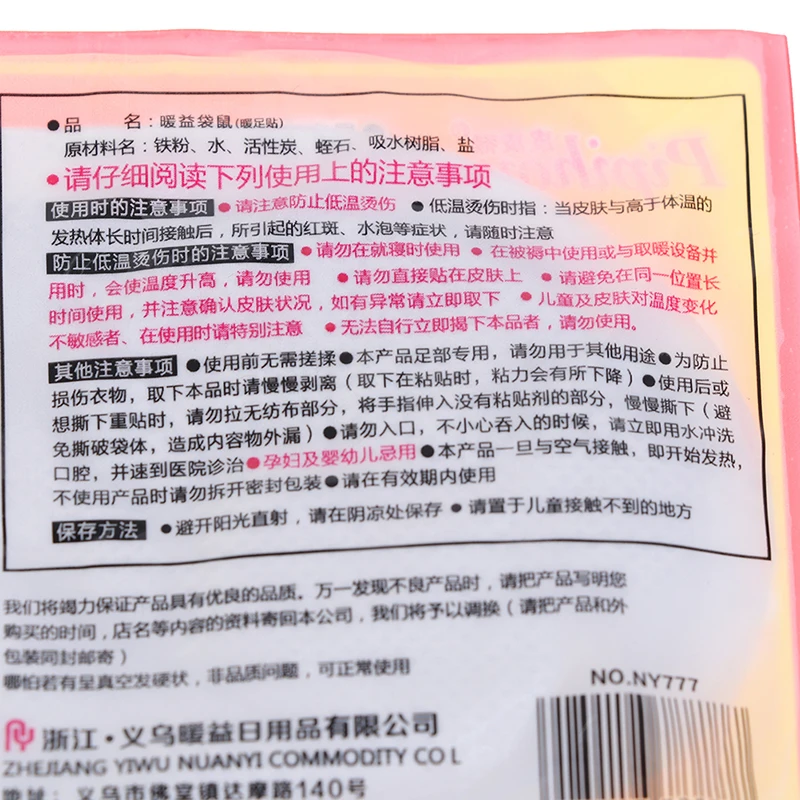 ●品　　名：暖益袋鼠(暖足贴)
原材料名：铁粉、水、活性炭、蛭石、吸水树脂、盐
●请仔细阅读下列使用上的注意事项
使用时的注意事项 ●请注意防止低温烫伤 ●低温烫伤时指：当皮肤与高于体温的
发热体长时间接触后，所引起的红斑、水泡等症状，请随时注意
防止低温烫伤时的注意事项 ●请勿在就寝时使用 ●在被褥中使用或与取暖设备并
用时，会使温度升高，请勿使用 ●请勿直接贴在皮肤上 ●请避免在同一位置长
时间使用，并注意确认皮肤状况，如有异常请立即取下 ●儿童及皮肤对温度变化
不敏感者、在使用时请特别注意 ●无法自行立即揭下本品者，请勿使用。
其他注意事项 ●使用前无需搓揉●本产品足部专用，请勿用于其他用途●为防止
损伤衣物，取下本品时请慢慢剥离（取下在粘贴时，粘力会有所下降）●使用后或
想撕下重贴时，请勿拉无纺布部分，将手指伸入没有粘贴剂的部分，慢慢撕下（避
免撕破袋体，造成内容物外漏）●请勿入口，不小心吞入的时候，请立即用水冲洗
口腔，并速到医院诊治●孕妇及婴幼儿忌用●本产品一旦与空气接触，即开始发热，
不使用产品时请勿拆开密封包装●请在有效期内使用
保存方法 ●避开阳光直射，请在阴凉处保存 ●请置于儿童接触不到的地方
我们将竭力保证产品具有优良的品质。万一发现不良产品时，请把产品写明您
购买的时间，店名等内容的资料寄回本公司，我们将予以调换（请把产品和外
包装同封邮寄）
哪怕若有呈真空发硬状，非品质问题，可正常使用
NO.NY777
浙江·义乌暖益日用品有限公司
ZHEJIANG YIWU NUANYI COMMODITY CO L
地址：义乌市佛堂镇达摩路140号